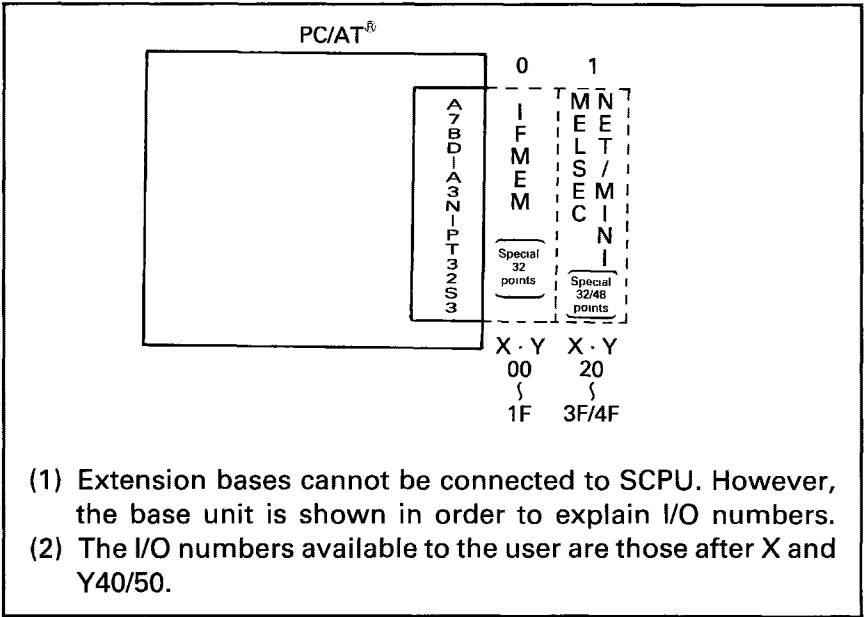 PC/AT®
0 1
A7BD-A3N-PT32S3
IFMEM
MELSEC
NET/MINI
Special
32
points
Special
32/48
points
X · Y X · Y
00 20
∫ ∫
1F 3F/4F
(1) Extension bases cannot be connected to SCPU. However,
the base unit is shown in order to explain I/O numbers.
(2) The I/O numbers available to the user are those after X and
Y40/50.